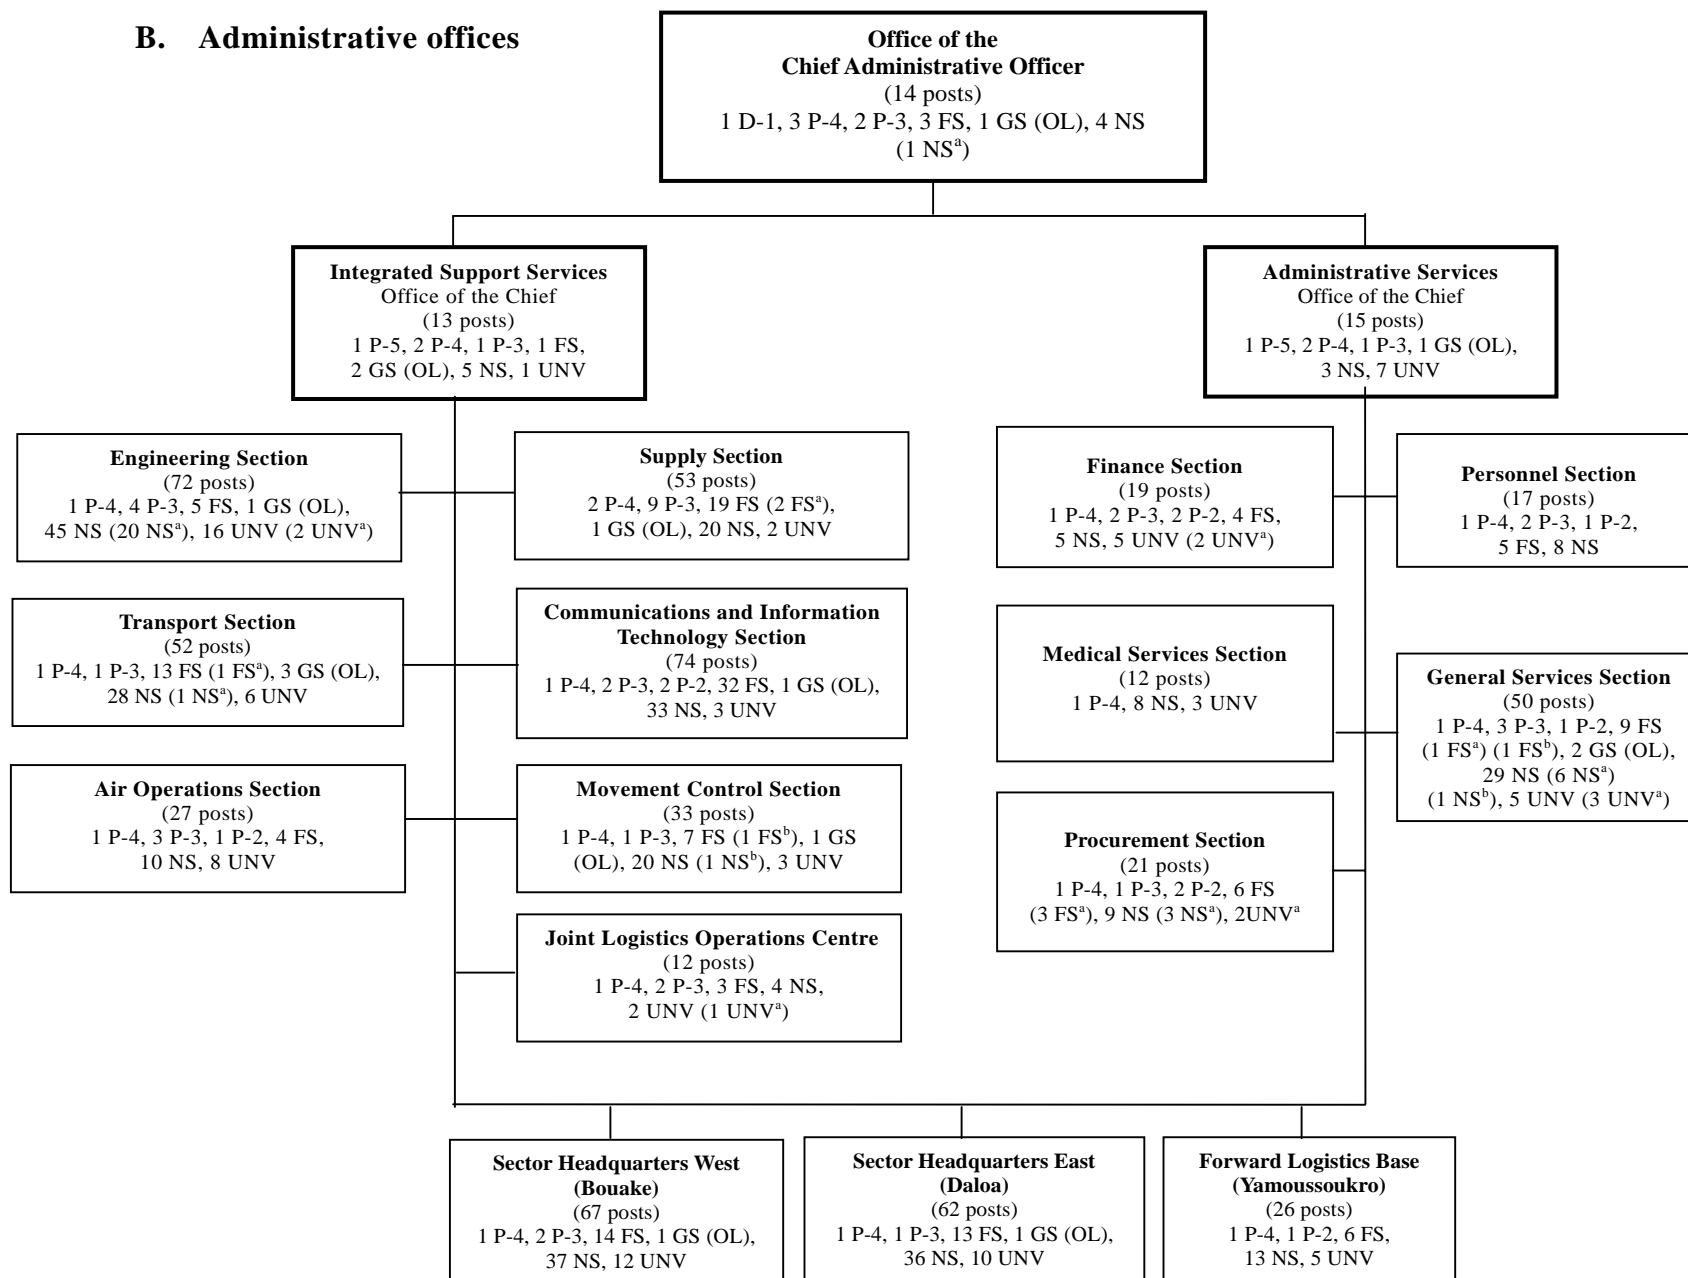 B. Administrative offices
Office of the
Chief Administrative Officer
(14 posts)
1 D-1, 3 P-4, 2 P-3, 3 FS, 1 GS (OL), 4 NS
(1 NSᵃ)
Integrated Support Services
Office of the Chief
(13 posts)
1 P-5, 2 P-4, 1 P-3, 1 FS,
2 GS (OL), 5 NS, 1 UNV
Administrative Services
Office of the Chief
(15 posts)
1 P-5, 2 P-4, 1 P-3, 1 GS (OL),
3 NS, 7 UNV
Engineering Section
(72 posts)
1 P-4, 4 P-3, 5 FS, 1 GS (OL),
45 NS (20 NSᵃ), 16 UNV (2 UNVᵃ)
Supply Section
(53 posts)
2 P-4, 9 P-3, 19 FS (2 FSᵃ),
1 GS (OL), 20 NS, 2 UNV
Finance Section
(19 posts)
1 P-4, 2 P-3, 2 P-2, 4 FS,
5 NS, 5 UNV (2 UNVᵃ)
Personnel Section
(17 posts)
1 P-4, 2 P-3, 1 P-2,
5 FS, 8 NS
Transport Section
(52 posts)
1 P-4, 1 P-3, 13 FS (1 FSᵃ), 3 GS (OL),
28 NS (1 NSᵃ), 6 UNV
Communications and Information
Technology Section
(74 posts)
1 P-4, 2 P-3, 2 P-2, 32 FS, 1 GS (OL),
33 NS, 3 UNV
Medical Services Section
(12 posts)
1 P-4, 8 NS, 3 UNV
General Services Section
(50 posts)
1 P-4, 3 P-3, 1 P-2, 9 FS
(1 FSᵃ) (1 FSᵇ), 2 GS (OL),
29 NS (6 NSᵃ)
(1 NSᵇ), 5 UNV (3 UNVᵃ)
Air Operations Section
(27 posts)
1 P-4, 3 P-3, 1 P-2, 4 FS,
10 NS, 8 UNV
Movement Control Section
(33 posts)
1 P-4, 1 P-3, 7 FS (1 FSᵇ), 1 GS
(OL), 20 NS (1 NSᵇ), 3 UNV
Procurement Section
(21 posts)
1 P-4, 1 P-3, 2 P-2, 6 FS
(3 FSᵃ), 9 NS (3 NSᵃ), 2UNVᵃ
Joint Logistics Operations Centre
(12 posts)
1 P-4, 2 P-3, 3 FS, 4 NS,
2 UNV (1 UNVᵃ)
Sector Headquarters West
(Bouake)
(67 posts)
1 P-4, 2 P-3, 14 FS, 1 GS (OL),
37 NS, 12 UNV
Sector Headquarters East
(Daloa)
(62 posts)
1 P-4, 1 P-3, 13 FS, 1 GS (OL),
36 NS, 10 UNV
Forward Logistics Base
(Yamoussoukro)
(26 posts)
1 P-4, 1 P-2, 6 FS,
13 NS, 5 UNV